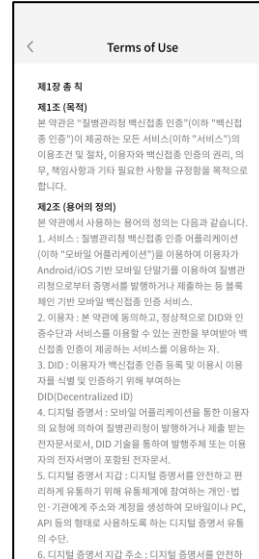 Terms of Use
제1장 총 칙
제1조 (목적)
본 약관은 “질병관리청 백신접종 인증”(이하 "백신접
종 인증")이 제공하는 모든 서비스(이하 "서비스")의
이용조건 및 절차, 이용자와 백신접종 인증의 권리, 의
무, 책임사항과 기타 필요한 사항을 규정함을 목적으로
합니다.
제2조 (용어의 정의)
본 약관에서 사용하는 용어의 정의는 다음과 같습니다.
1. 서비스 : 질병관리청 백신접종 인증 어플리케이션
(이하 "모바일 어플리케이션")을 이용하여 이용자가
Android/iOS 기반 모바일 단말기를 이용하여 질병관
리청으로부터 증명서를 발행하거나 제출하는 등 블록
체인 기반 모바일 백신접종 인증 서비스.
2. 이용자 : 본 약관에 동의하고, 정상적으로 DID와 인
증수단과 서비스를 이용할 수 있는 권한을 부여받아 백
신접종 인증이 제공하는 서비스를 이용하는 자.
3. DID : 이용자가 백신접종 인증 등록 및 이용시 이용
자를 식별 및 인증하기 위해 부여하는
DID(Decentralized ID)
4. 디지털 증명서 : 모바일 어플리케이션을 통한 이용자
의 요청에 의하여 질병관리청이 발행하거나 제출 받는
전자문서로서, DID 기술을 통하여 발행주체 또는 이용
자의 전자서명이 포함된 전자문서.
5. 디지털 증명서 지갑 : 디지털 증명서를 안전하고 편
리하게 유통하기 위해 유통체계에 참여하는 개인·법
인·기관에게 주소와 계정을 생성하여 모바일이나 PC,
API 등의 형태로 사용하도록 하는 디지털 증명서 유통
의 수단.
6. 디지털 증명서 지갑 주소 : 디지털 증명서를 안전하